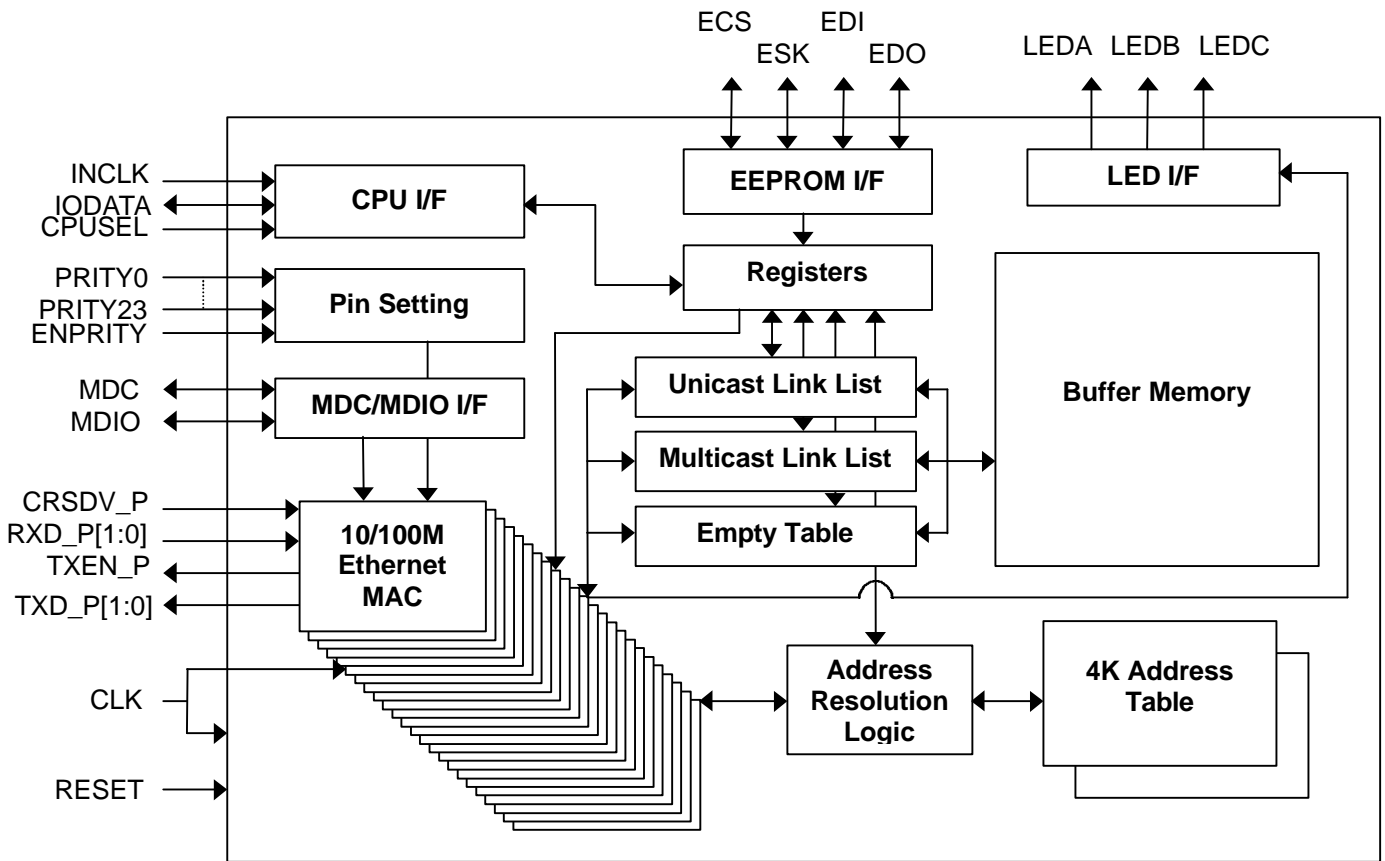 ECS
EDI
ESK
EDO
LEDA
LEDB
LEDC
INCLK
IODATA
CPUSEL
CPU I/F
EEPROM I/F
LED I/F
PRITY0
PRITY23
ENPRITY
Pin Setting
Registers
MDC
MDIO
MDC/MDIO I/F
Unicast Link List
Multicast Link List
Empty Table
Buffer Memory
CRSDV_P
RXD_P[1:0]
TXEN_P
TXD_P[1:0]
10/100M
Ethernet
MAC
CLK
RESET
Address
Resolution
Logic
4K Address
Table